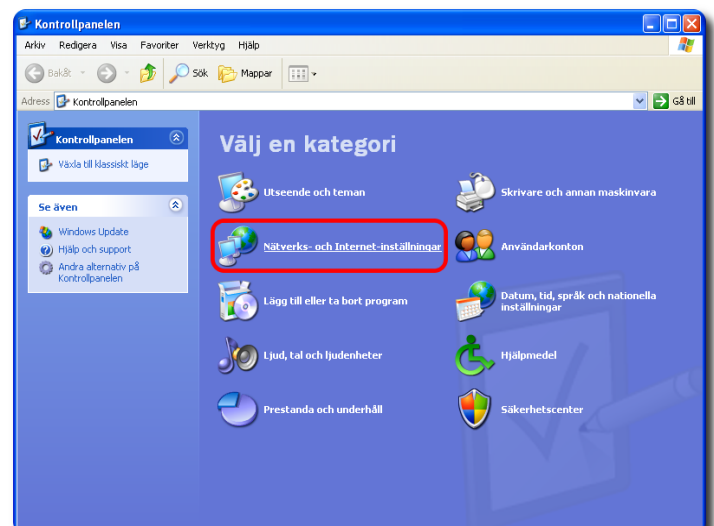 Kontrollpanelen
Arkiv Redigera Visa Favoriter Verktyg Hjälp
Bakåt Sök Mappar
Adress Kontrollpanelen Gå till
Kontrollpanelen
Växla till klassiskt läge
Se även
Windows Update
Hjälp och support
Andra alternativ på
Kontrollpanelen
Välj en kategori
Utseende och teman
Skrivare och annan maskinvara
Nätverks- och Internet-inställningar
Användarkonton
Lägg till eller ta bort program
Datum, tid, språk och nationella
inställningar
Ljud, tal och ljudenheter
Hjälpmedel
Prestanda och underhåll
Säkerhetscenter